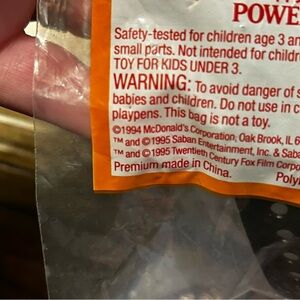 POWE
Safety-tested for children age 3 an
small parts. Not intended for childr
TOY FOR KIDS UNDER 3.
WARNING: To avoid danger of s
babies and children. Do not use in c
playpens. This bag is not a toy.
©1994 McDonald's Corporation, Oak Brook, IL 6
™ and ©1995 Saban Entertainment, Inc. & Saba
™ and ©1995 Twentieth Century Fox Film Corpo
Premium made in China.
Poly